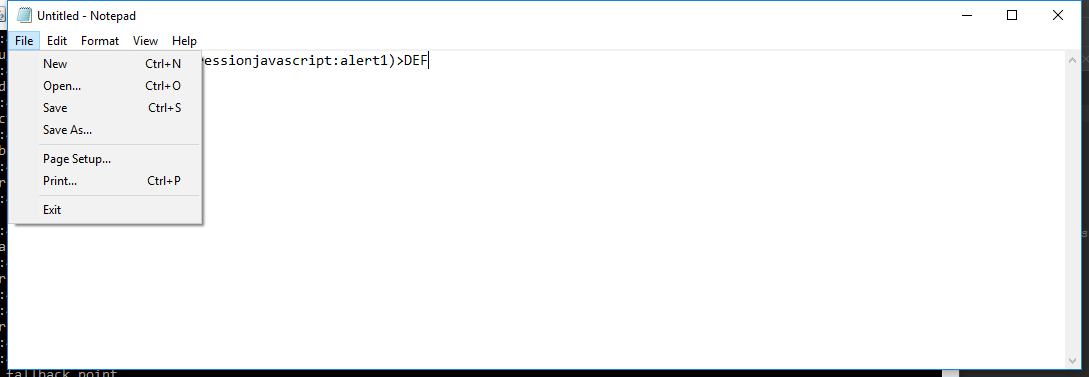 Untitled - Notepad
File Edit Format View Help
essionjavascript:alert1)>DEF
New Ctrl+N
Open... Ctrl+O
Save Ctrl+S
Save As...
Page Setup...
Print... Ctrl+P
Exit
fallback point